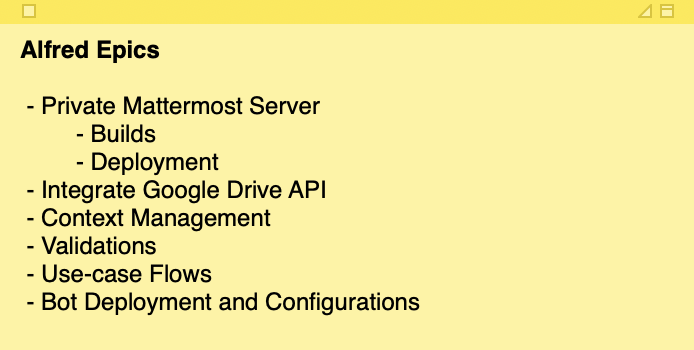 Alfred Epics
- Private Mattermost Server
- Builds
- Deployment
- Integrate Google Drive API
- Context Management
- Validations
- Use-case Flows
- Bot Deployment and Configurations